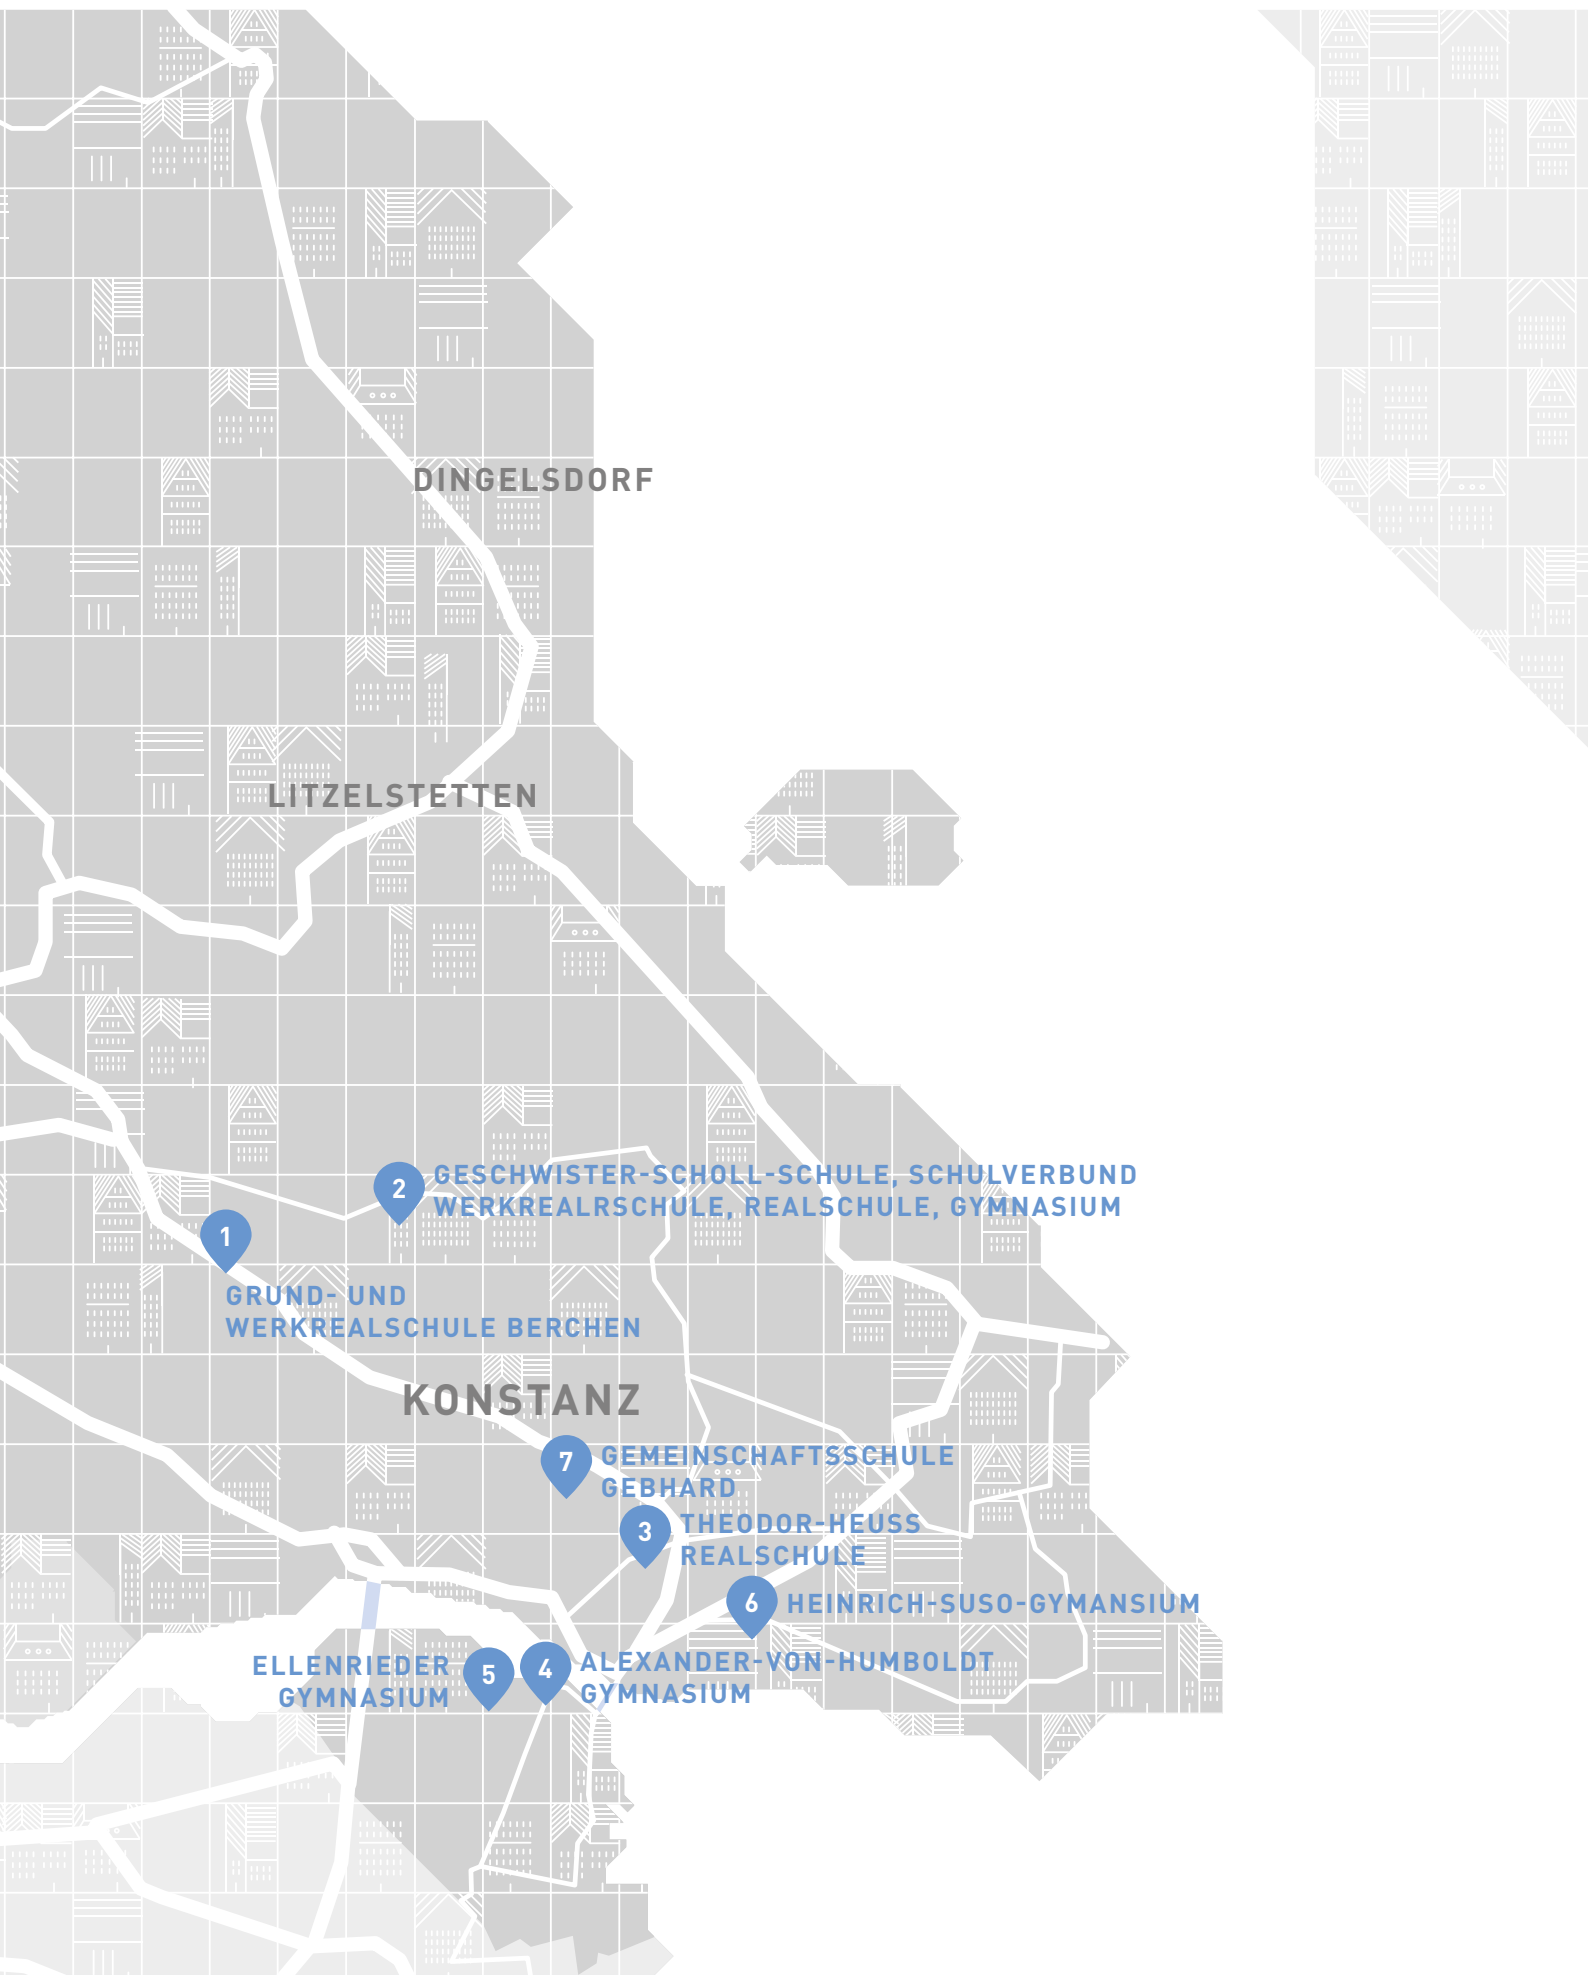 DINGELSDORF
LITZELSTETTEN
2
GESCHWISTER-SCHOLL-SCHULE, SCHULVERBUND
WERKREALRSCHULE, REALSCHULE, GYMNASIUM
1
GRUND- UND
WERKREALSCHULE BERCHEN
KONSTANZ
7
GEMEINSCHAFTSSCHULE
GEBHARD
3
THEODOR-HEUSS
REALSCHULE
6
HEINRICH-SUSO-GYMANSIUM
ELLENRIEDER
GYMNASIUM
5
4
ALEXANDER-VON-HUMBOLDT
GYMNASIUM